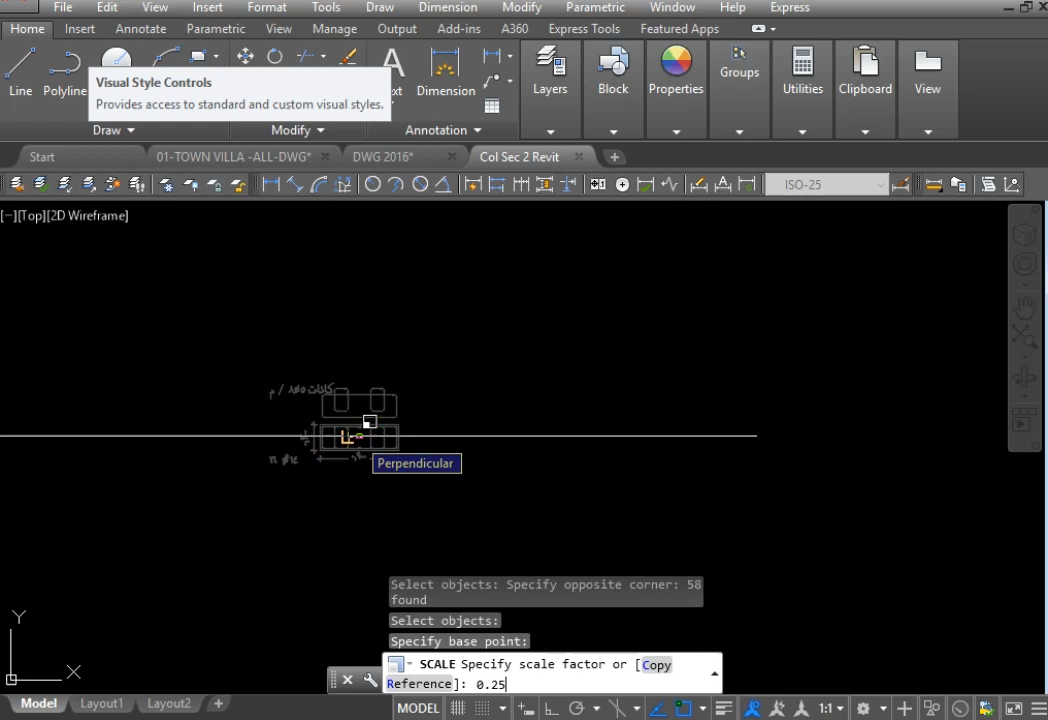 File Edit View Insert Format Tools Draw Dimension Modify Parametric Window Help Express
Home Insert Annotate Parametric View Manage Output Add-ins A360 Express Tools Featured Apps
Line Polyline Dimension Layers Block Properties Groups Utilities Clipboard View
Visual Style Controls
Provides access to standard and custom visual styles.
Draw Modify Annotation
Start 01-TOWN VILLA -ALL-DWG* DWG 2016* Col Sec 2 Revit
ISO-25
[−][Top][2D Wireframe]
Perpendicular
Select objects: Specify opposite corner: 58
found
Select objects:
Specify base point:
SCALE Specify scale factor or [Copy
Reference]: 0.25
Y
X
Model Layout1 Layout2 + MODEL 1:1